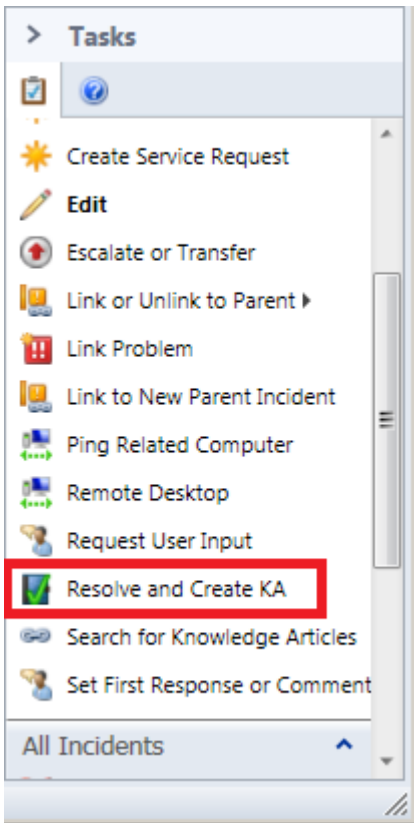 Tasks
Create Service Request
Edit
Escalate or Transfer
Link or Unlink to Parent
Link Problem
Link to New Parent Incident
Ping Related Computer
Remote Desktop
Request User Input
Resolve and Create KA
Search for Knowledge Articles
Set First Response or Comment
All Incidents